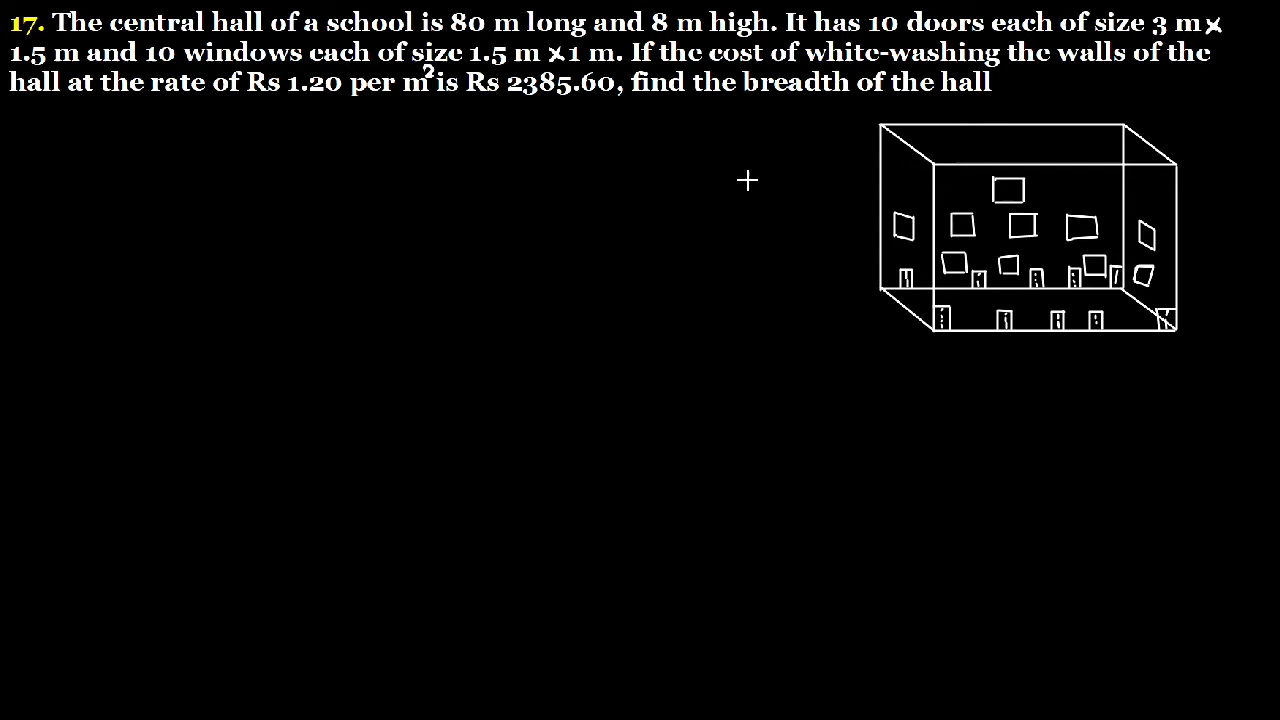 17. The central hall of a school is 80 m long and 8 m high. It has 10 doors each of size 3 m x
1.5 m and 10 windows each of size 1.5 m x 1 m. If the cost of white-washing the walls of the
hall at the rate of Rs 1.20 per m² is Rs 2385.60, find the breadth of the hall